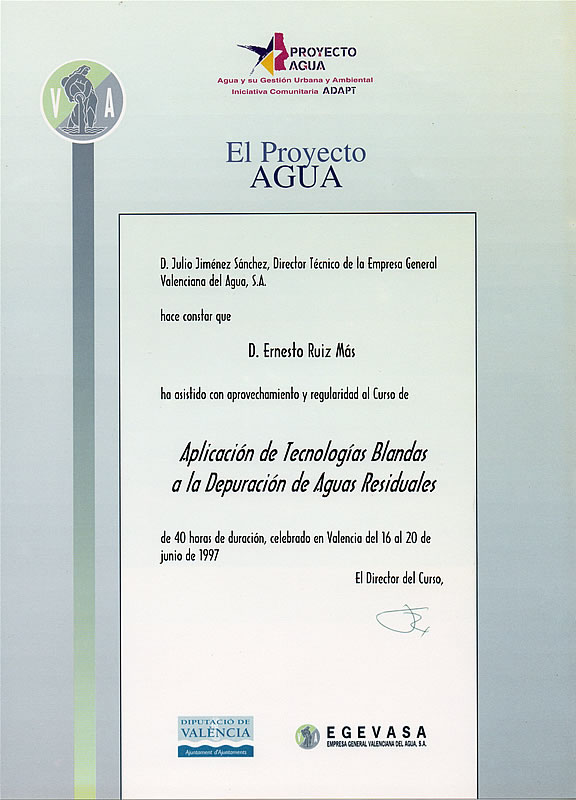 PROYECTO
AGUA
Agua y su Gestión Urbana y Ambiental
Iniciativa Comunitaria ADAPT
V A
El Proyecto
AGUA
D. Julio Jiménez Sánchez, Director Técnico de la Empresa General
Valenciana del Agua, S.A.
hace constar que
D. Ernesto Ruiz Más
ha asistido con aprovechamiento y regularidad al Curso de
Aplicación de Tecnologías Blandas
a la Depuración de Aguas Residuales
de 40 horas de duración, celebrado en Valencia del 16 al 20 de
junio de 1997
El Director del Curso,
DIPUTACIÓ DE
VALÈNCIA
Ajuntament d'Ajuntaments
EGEVASA
EMPRESA GENERAL VALENCIANA DEL AGUA, S.A.